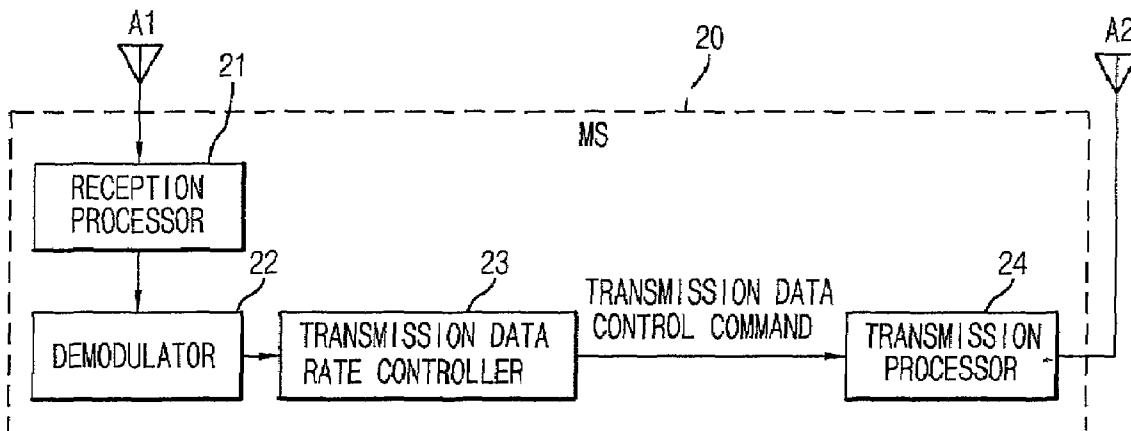 A1
A2
20
21
MS
RECEPTION
PROCESSOR
22
23
24
TRANSMISSION DATA
CONTROL COMMAND
DEMODULATOR
TRANSMISSION DATA
RATE CONTROLLER
TRANSMISSION
PROCESSOR